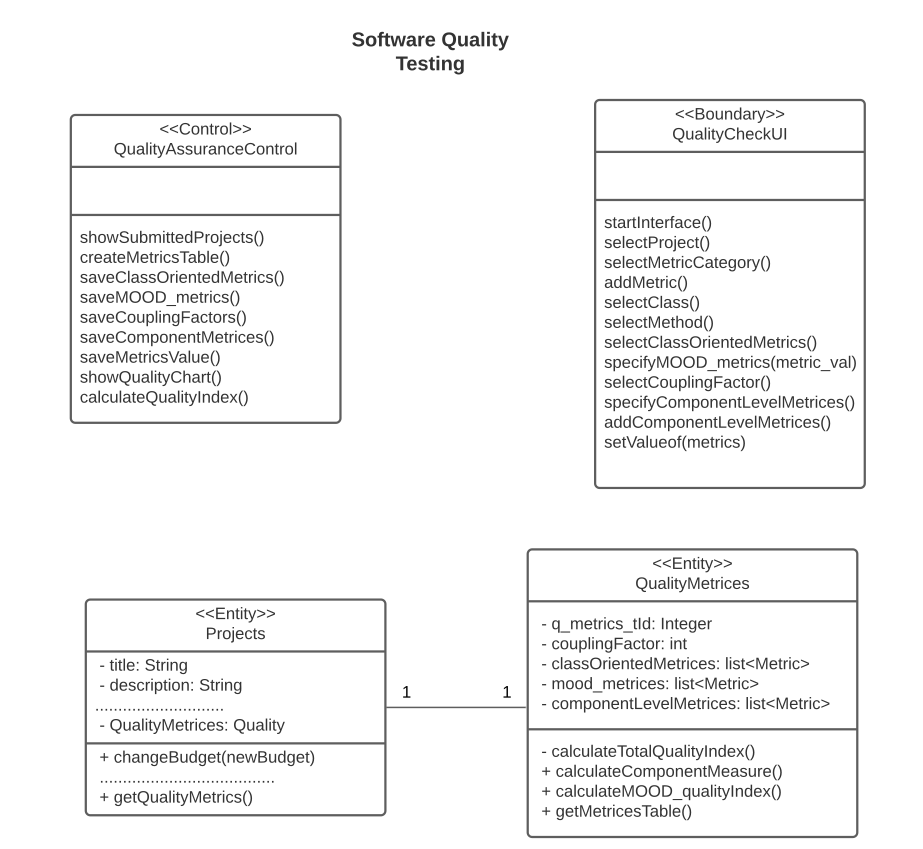 Software Quality
Testing
<<Control>>
QualityAssuranceControl
showSubmittedProjects()
createMetricsTable()
saveClassOrientedMetrics()
saveMOOD_metrics()
saveCouplingFactors()
saveComponentMetrices()
saveMetricsValue()
showQualityChart()
calculateQualityIndex()
<<Boundary>>
QualityCheckUI
startInterface()
selectProject()
selectMetricCategory()
addMetric()
selectClass()
selectMethod()
selectClassOrientedMetrics()
specifyMOOD_metrics(metric_val)
selectCouplingFactor()
specifyComponentLevelMetrices()
addComponentLevelMetrices()
setValueof(metrics)
<<Entity>>
Projects
- title: String
- description: String
............................
- QualityMetrices: Quality
+ changeBudget(newBudget)
......................................
+ getQualityMetrics()
1
1
<<Entity>>
QualityMetrices
- q_metrics_tId: Integer
- couplingFactor: int
- classOrientedMetrices: list<Metric>
- mood_metrices: list<Metric>
- componentLevelMetrices: list<Metric>
- calculateTotalQualityIndex()
+ calculateComponentMeasure()
+ calculateMOOD_qualityIndex()
+ getMetricesTable()